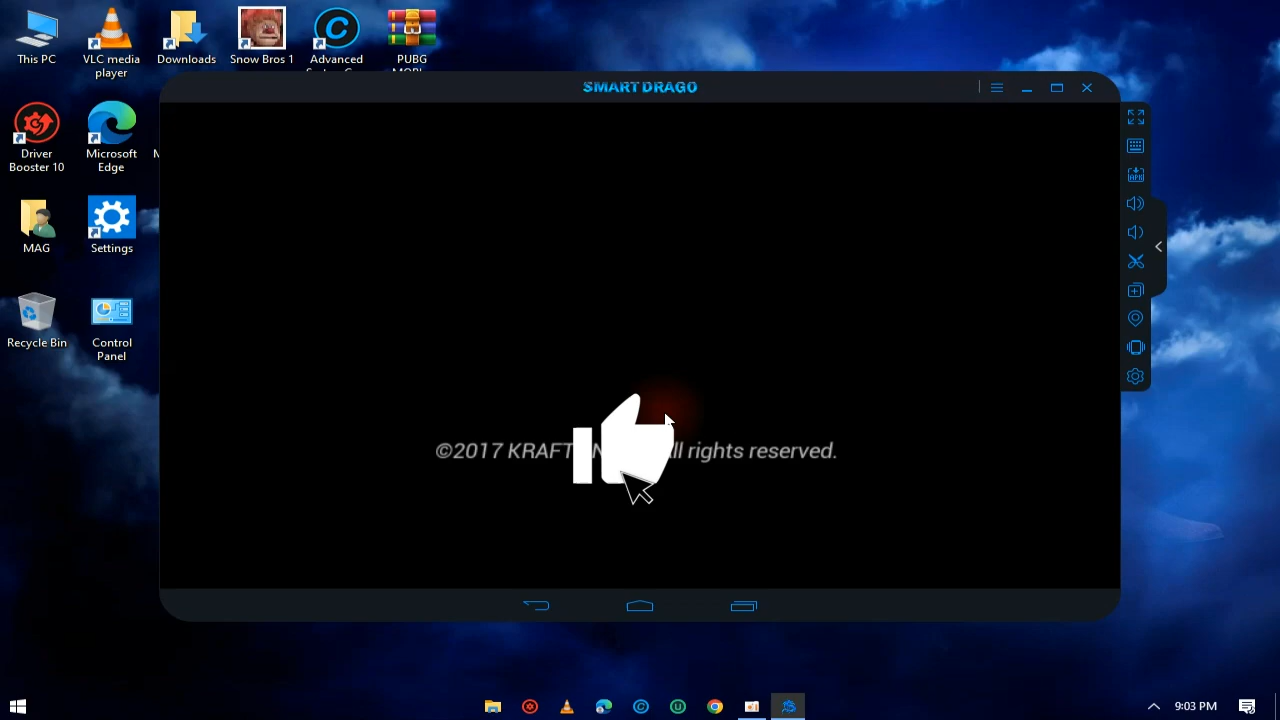 This PC
VLC media player
Downloads
Snow Bros 1
Advanced
PUBG
SMART DRAGO
Driver Booster 10
Microsoft Edge
MAG
Settings
Recycle Bin
Control Panel
©2017 KRAFT ll rights reserved.
9:03 PM